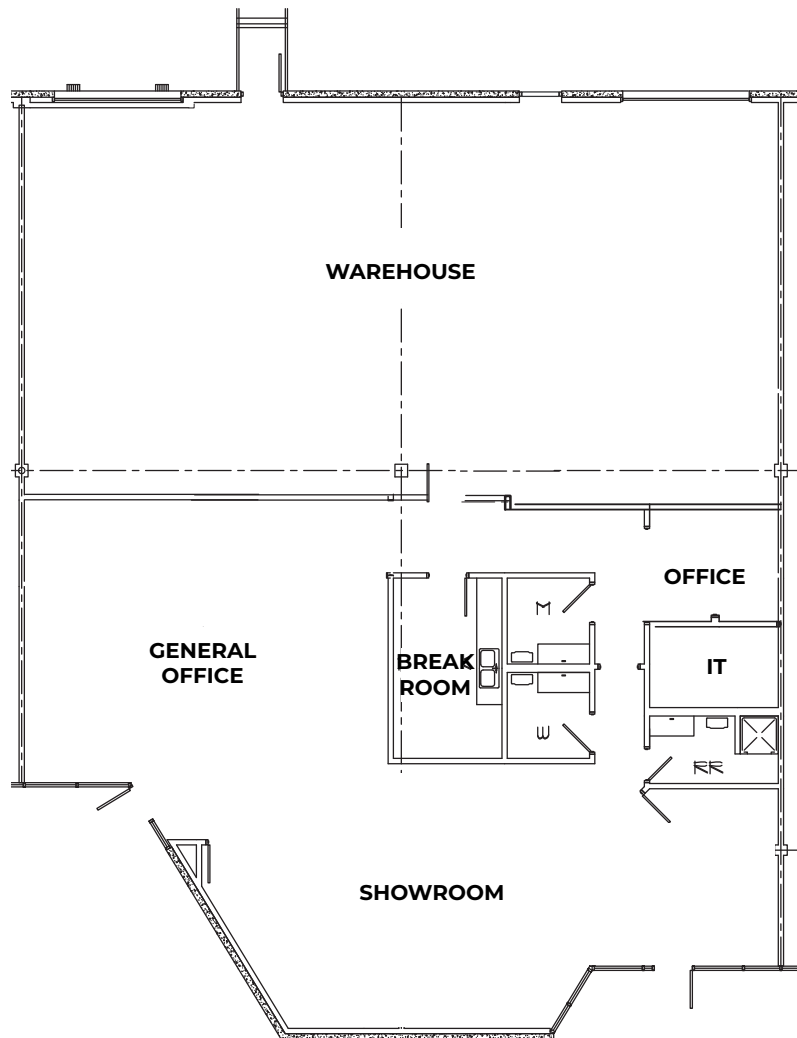 WAREHOUSE
OFFICE
M
GENERAL
OFFICE
BREAK
ROOM
IT
W
RR
SHOWROOM